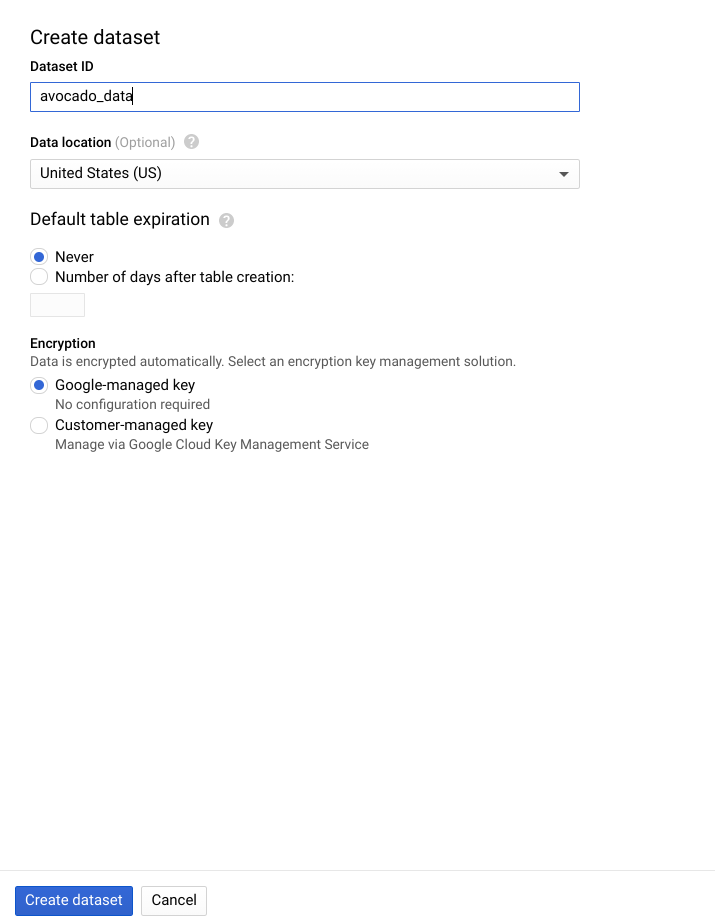 Create dataset
Dataset ID
avocado_data
Data location (Optional) ?
United States (US)
Default table expiration ?
Never
Number of days after table creation:
Encryption
Data is encrypted automatically. Select an encryption key management solution.
Google-managed key
No configuration required
Customer-managed key
Manage via Google Cloud Key Management Service
Create dataset Cancel